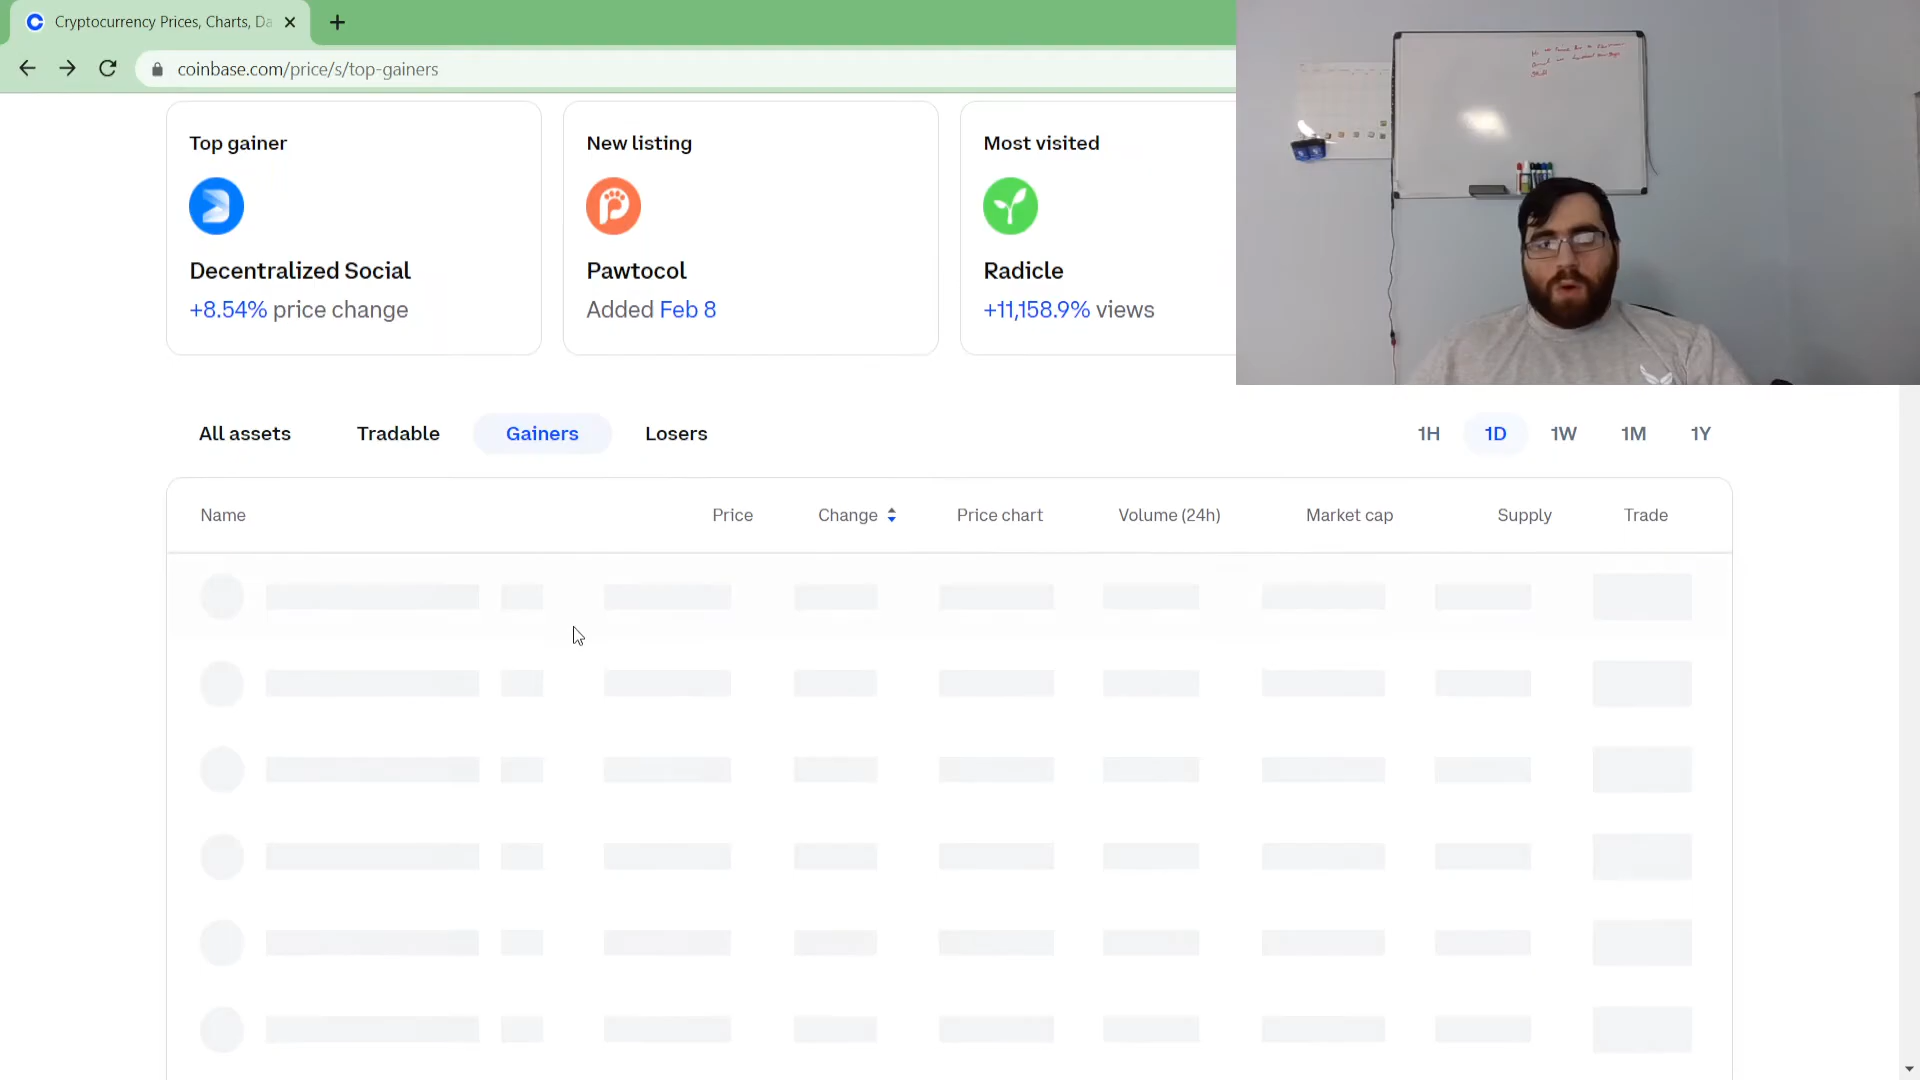 Cryptocurrency Prices, Charts, Da
coinbase.com/price/s/top-gainers
Top gainer
Decentralized Social
+8.54% price change
New listing
Pawtocol
Added Feb 8
Most visited
Radicle
+11,158.9% views
All assets Tradable Gainers Losers
1H 1D 1W 1M 1Y
Name Price Change Price chart Volume (24h) Market cap Supply Trade